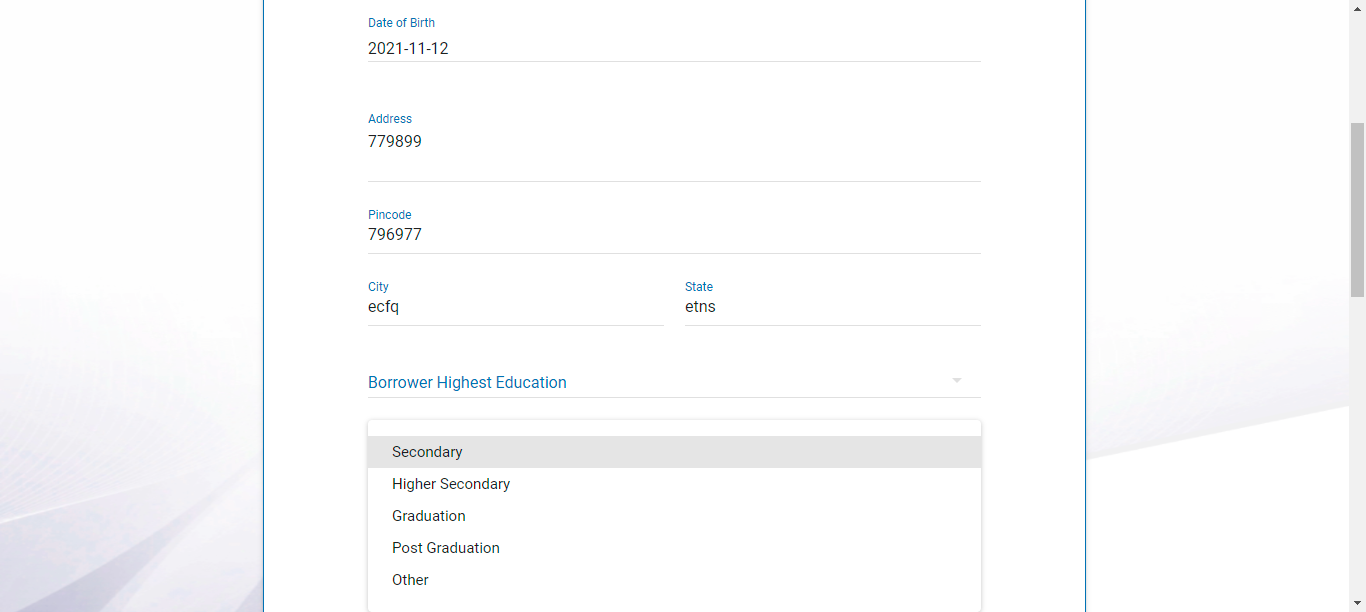 Date of Birth
2021-11-12
Address
779899
Pincode
796977
City State
ecfq etns
Borrower Highest Education
Secondary
Higher Secondary
Graduation
Post Graduation
Other